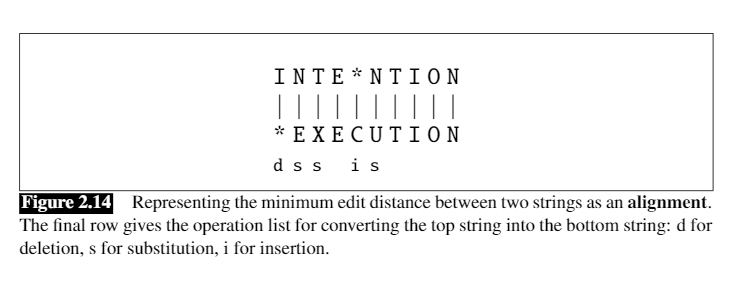 I N T E * N T I O N
| | | | | | | | | |
* E X E C U T I O N
d s s   i s
Figure 2.14 Representing the minimum edit distance between two strings as an alignment.
The final row gives the operation list for converting the top string into the bottom string: d for
deletion, s for substitution, i for insertion.